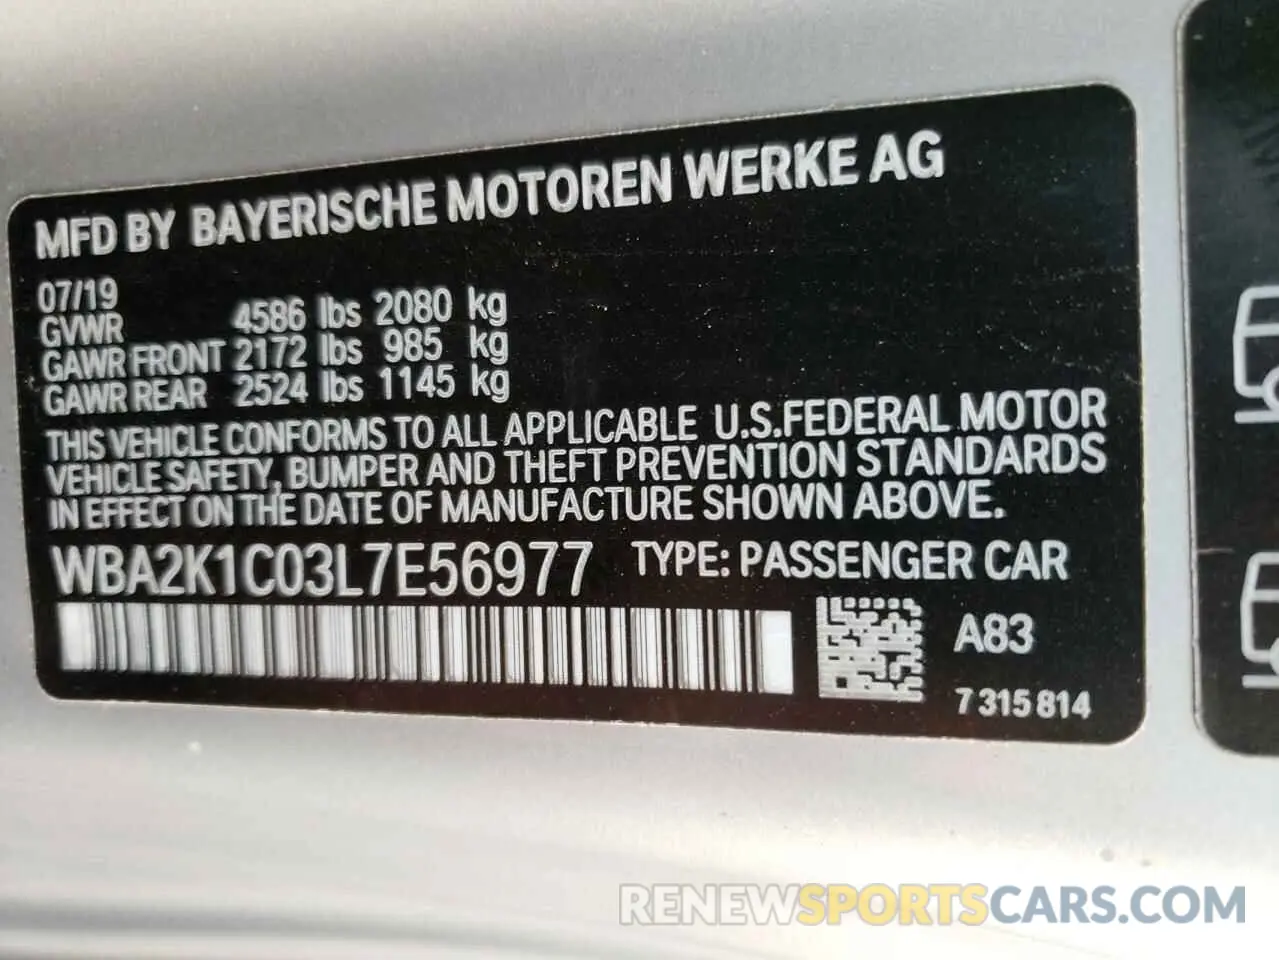 MFD BY BAYERISCHE MOTOREN WERKE AG
07/19
GVWR 4586 lbs 2080 kg
GAWR FRONT 2172 lbs 985 kg
GAWR REAR 2524 lbs 1145 kg
THIS VEHICLE CONFORMS TO ALL APPLICABLE U.S.FEDERAL MOTOR
VEHICLE SAFETY, BUMPER AND THEFT PREVENTION STANDARDS
IN EFFECT ON THE DATE OF MANUFACTURE SHOWN ABOVE.
WBA2K1C03L7E56977 TYPE: PASSENGER CAR
A83
7 315 814
RENEWSPORTSCARS.COM